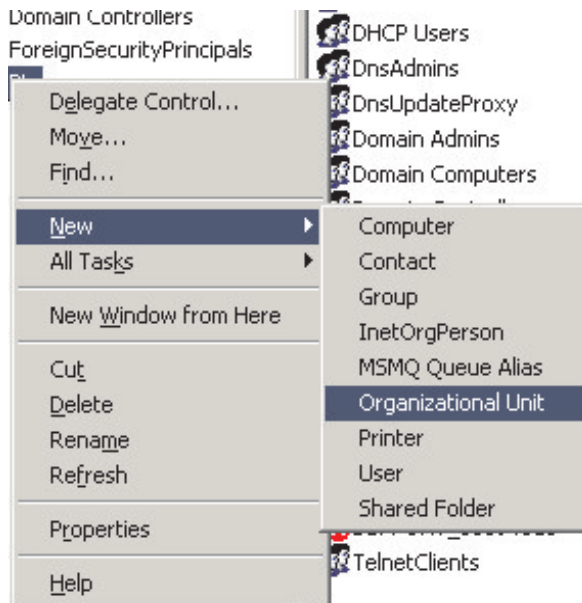 Domain Controllers
ForeignSecurityPrincipals
DHCP Users
DnsAdmins
DnsUpdateProxy
Domain Admins
Domain Computers
Delegate Control...
Move...
Find...
New
All Tasks
New Window from Here
Cut
Delete
Rename
Refresh
Properties
Help
Computer
Contact
Group
InetOrgPerson
MSMQ Queue Alias
Organizational Unit
Printer
User
Shared Folder
TelnetClients